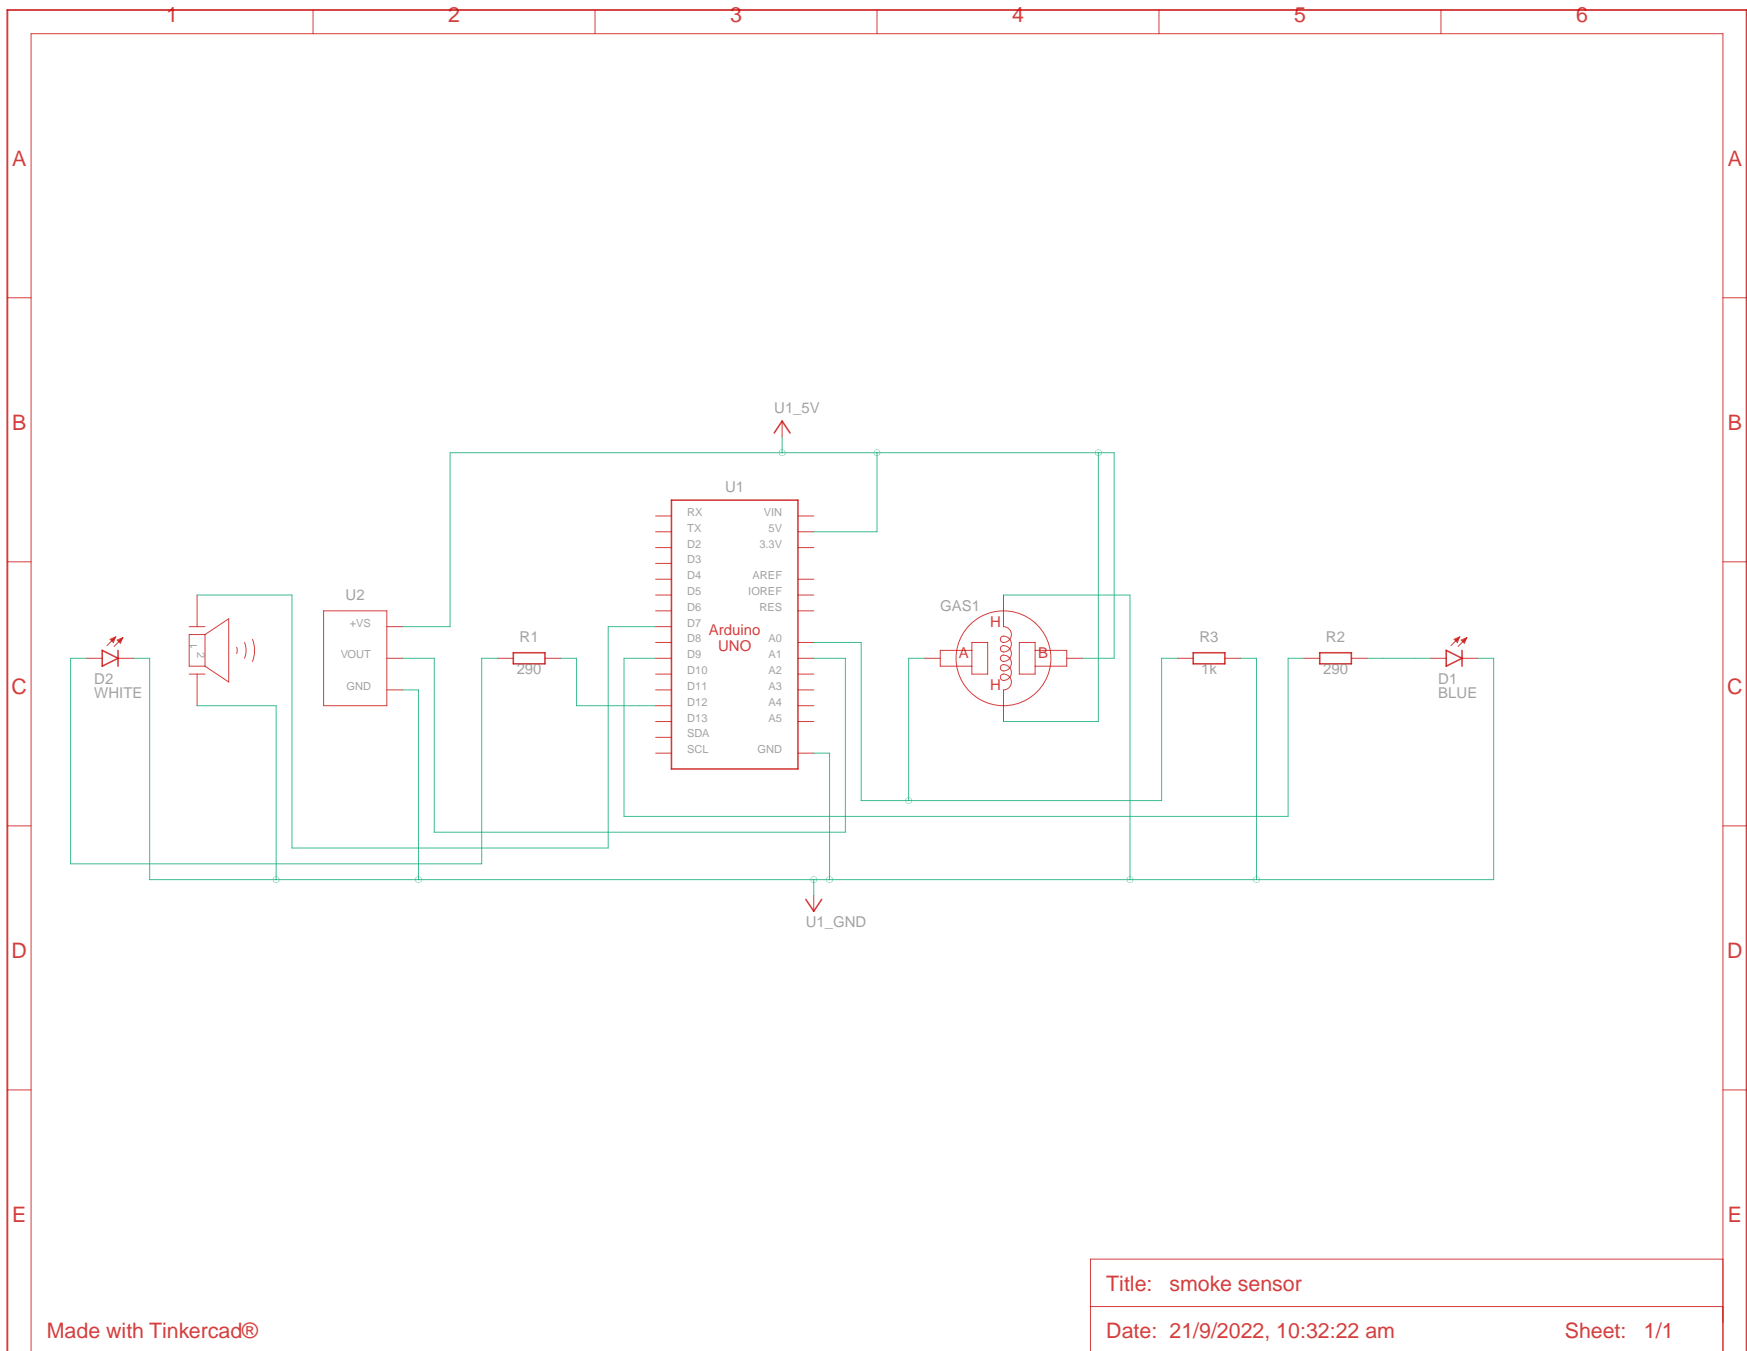 1 2 3 4 5 6
A A
U1_5V
B B
U1
RX VIN
TX 5V
D2 3.3V
D3
D4 AREF
D5 IOREF
D6 RES
D7
D8 A0
D9 A1
D10 A2
D11 A3
D12 A4
D13 A5
SDA
SCL GND
Arduino
UNO
U2
+VS
VOUT
GND
GAS1
H
A B
H
R1
290
R3
1k
R2
290
1 2
D2
WHITE
D1
BLUE
C C
U1_GND
D D
E E
Title: smoke sensor
Made with Tinkercad®
Date: 21/9/2022, 10:32:22 am Sheet: 1/1